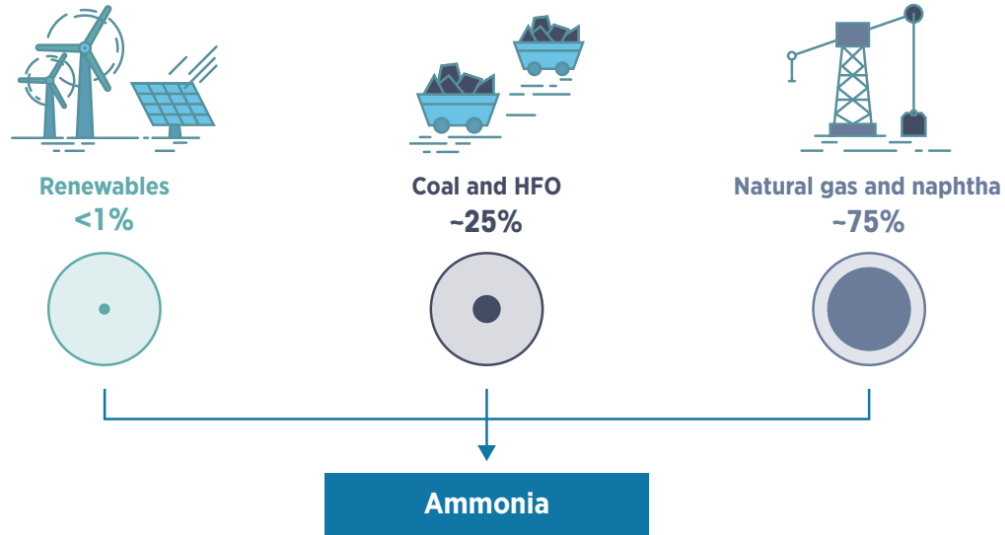 Renewables
<1%
Coal and HFO
~25%
Natural gas and naphtha
~75%
Ammonia